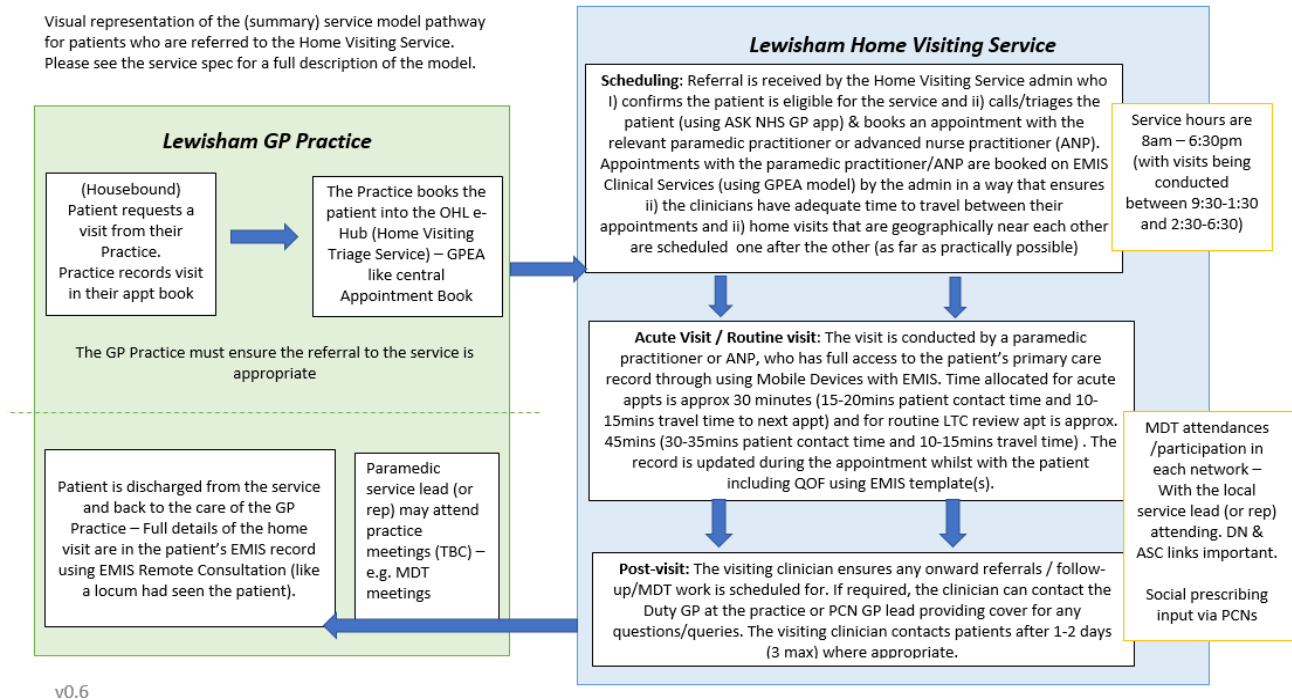 Visual representation of the (summary) service model pathway
for patients who are referred to the Home Visiting Service.
Please see the service spec for a full description of the model.
Lewisham GP Practice
(Housebound)
Patient requests a
visit from their
Practice.
Practice records visit
in their appt book
The Practice books the
patient into the OHL e-
Hub (Home Visiting
Triage Service) – GPEA
like central
Appointment Book
The GP Practice must ensure the referral to the service is
appropriate
Patient is discharged from the service
and back to the care of the GP
Practice – Full details of the home
visit are in the patient's EMIS record
using EMIS Remote Consultation (like
a locum had seen the patient).
Paramedic
service lead (or
rep) may attend
practice
meetings (TBC) –
e.g. MDT
meetings
Lewisham Home Visiting Service
Scheduling: Referral is received by the Home Visiting Service admin who
I) confirms the patient is eligible for the service and ii) calls/triages the
patient (using ASK NHS GP app) & books an appointment with the
relevant paramedic practitioner or advanced nurse practitioner (ANP).
Appointments with the paramedic practitioner/ANP are booked on EMIS
Clinical Services (using GPEA model) by the admin in a way that ensures
ii) the clinicians have adequate time to travel between their
appointments and ii) home visits that are geographically near each other
are scheduled one after the other (as far as practically possible)
Service hours are
8am – 6:30pm
(with visits being
conducted
between 9:30-1:30
and 2:30-6:30)
Acute Visit / Routine visit: The visit is conducted by a paramedic
practitioner or ANP, who has full access to the patient's primary care
record through using Mobile Devices with EMIS. Time allocated for acute
appts is approx 30 minutes (15-20mins patient contact time and 10-
15mins travel time to next appt) and for routine LTC review apt is approx.
45mins (30-35mins patient contact time and 10-15mins travel time) . The
record is updated during the appointment whilst with the patient
including QOF using EMIS template(s).
MDT attendances
/participation in
each network –
With the local
service lead (or rep)
attending. DN &
ASC links important.
Social prescribing
input via PCNs
Post-visit: The visiting clinician ensures any onward referrals / follow-
up/MDT work is scheduled for. If required, the clinician can contact the
Duty GP at the practice or PCN GP lead providing cover for any
questions/queries. The visiting clinician contacts patients after 1-2 days
(3 max) where appropriate.
v0.6